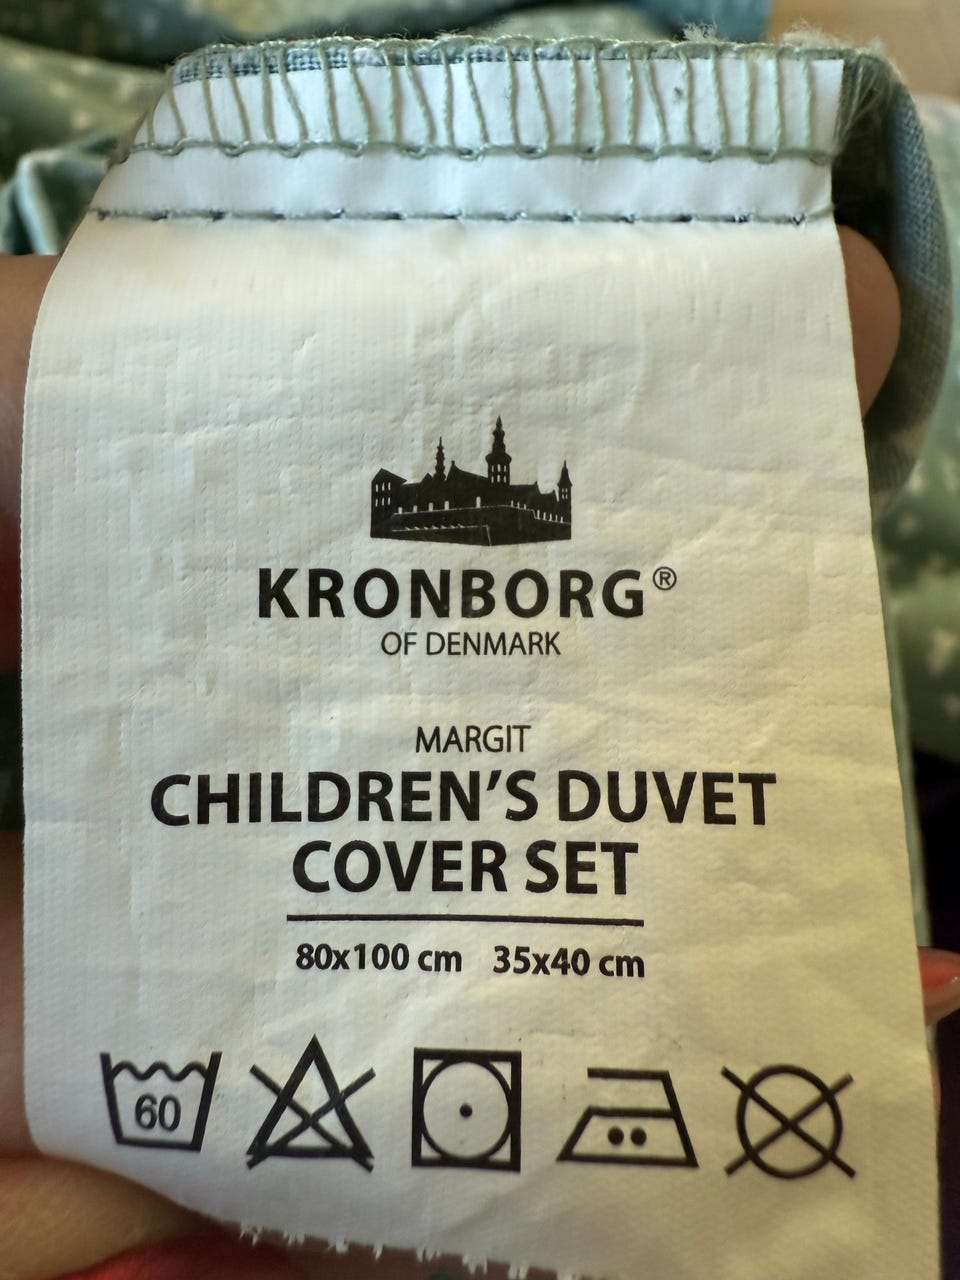 KRONBORG®
OF DENMARK
MARGIT
CHILDREN’S DUVET
COVER SET
80x100 cm 35x40 cm
60